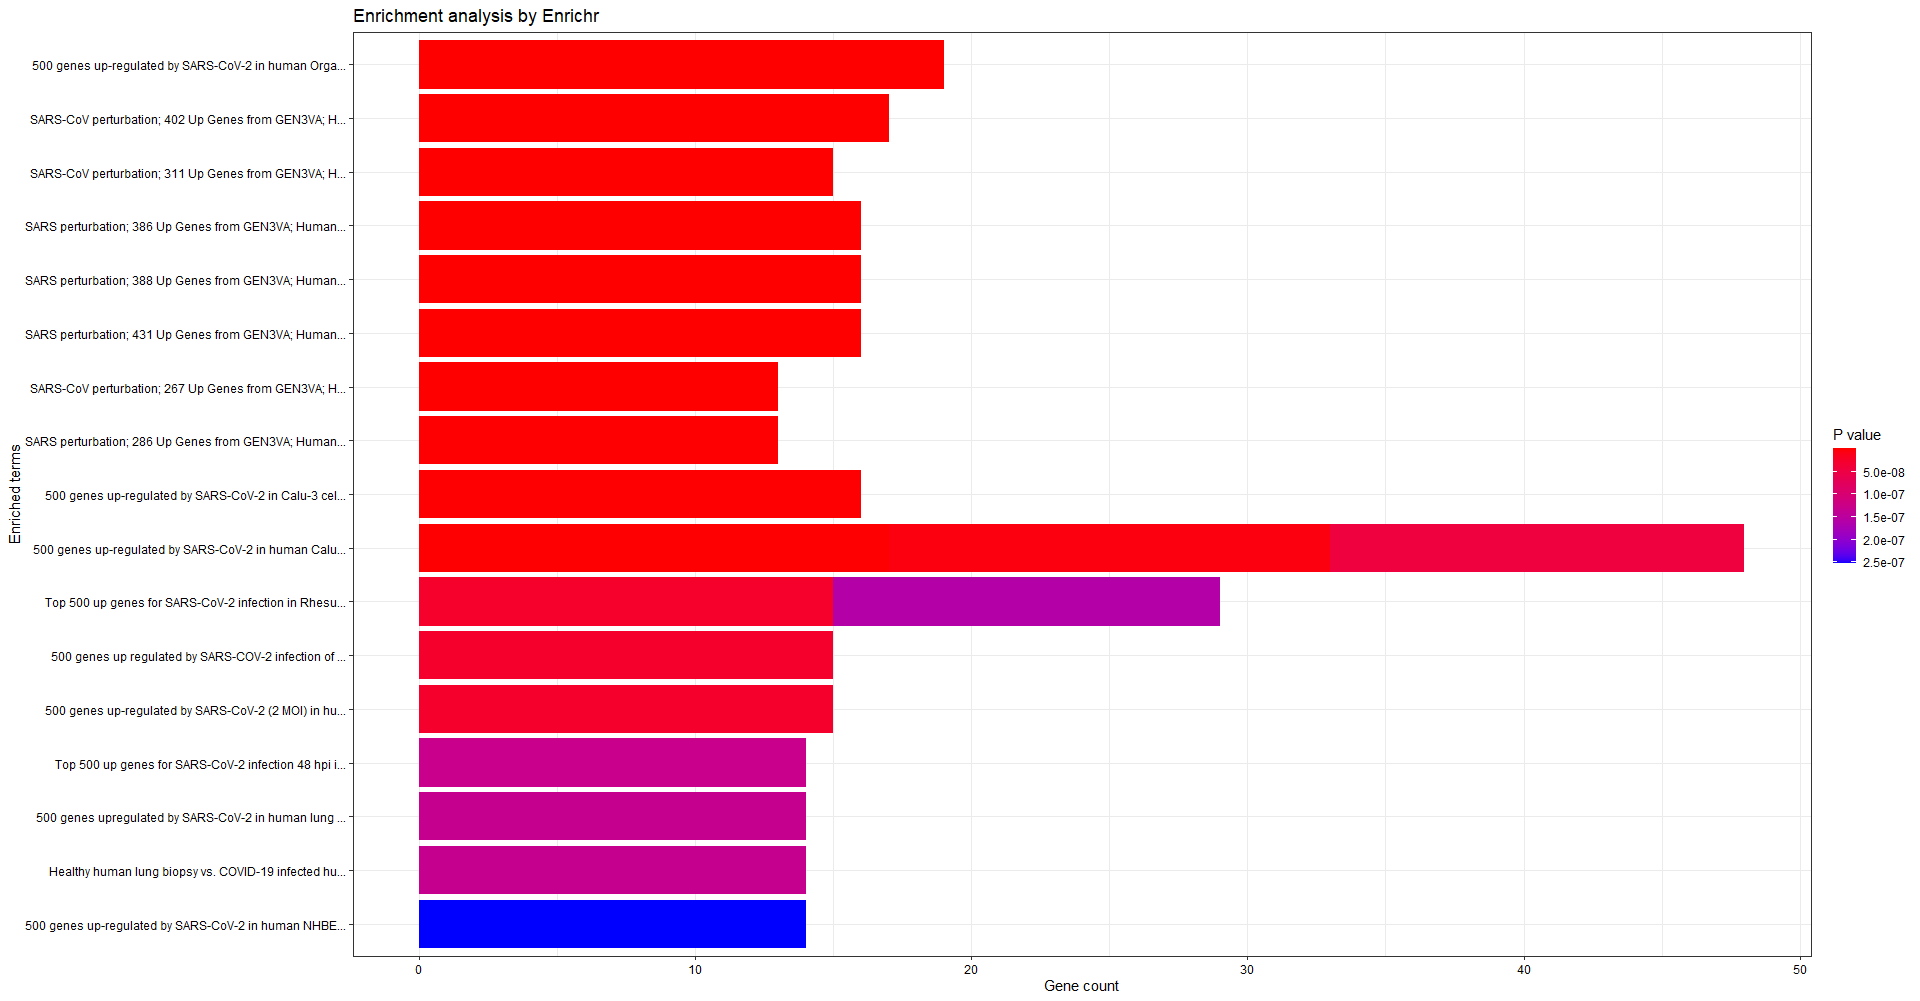 Enrichment analysis by Enrichr
500 genes up-regulated by SARS-CoV-2 in human Orga...
SARS-CoV perturbation; 402 Up Genes from GEN3VA; H...
SARS-CoV perturbation; 311 Up Genes from GEN3VA; H...
SARS perturbation; 386 Up Genes from GEN3VA; Human...
SARS perturbation; 388 Up Genes from GEN3VA; Human...
SARS perturbation; 431 Up Genes from GEN3VA; Human...
SARS-CoV perturbation; 267 Up Genes from GEN3VA; H...
SARS perturbation; 286 Up Genes from GEN3VA; Human...
500 genes up-regulated by SARS-CoV-2 in Calu-3 cel...
500 genes up-regulated by SARS-CoV-2 in human Calu...
Top 500 up genes for SARS-CoV-2 infection in Rhesu...
500 genes up regulated by SARS-COV-2 infection of ...
500 genes up-regulated by SARS-CoV-2 (2 MOI) in hu...
Top 500 up genes for SARS-CoV-2 infection 48 hpi i...
500 genes upregulated by SARS-CoV-2 in human lung ...
Healthy human lung biopsy vs. COVID-19 infected hu...
500 genes up-regulated by SARS-CoV-2 in human NHBE...
Enriched terms
0 10 20 30 40 50
Gene count
P value
5.0e-08
1.0e-07
1.5e-07
2.0e-07
2.5e-07